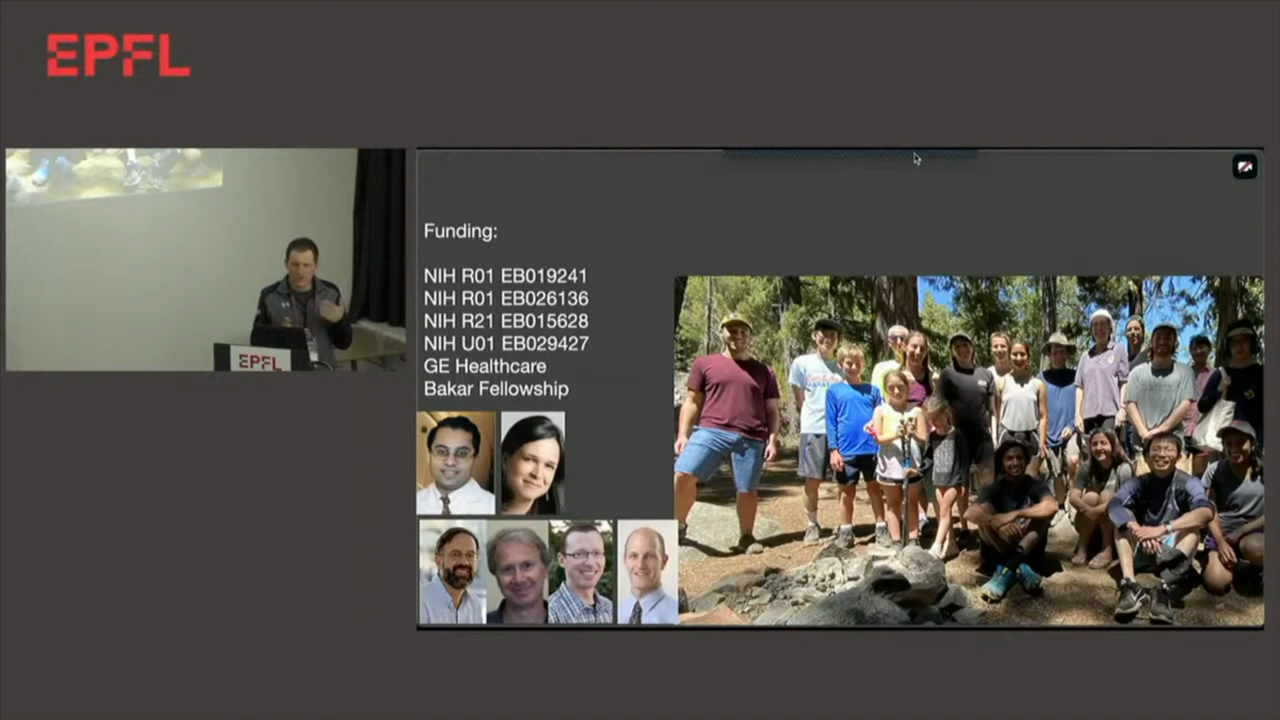 EPFL
Funding:
NIH R01 EB019241
NIH R01 EB026136
NIH R21 EB015628
NIH U01 EB029427
GE Healthcare
Bakar Fellowship
EPFL